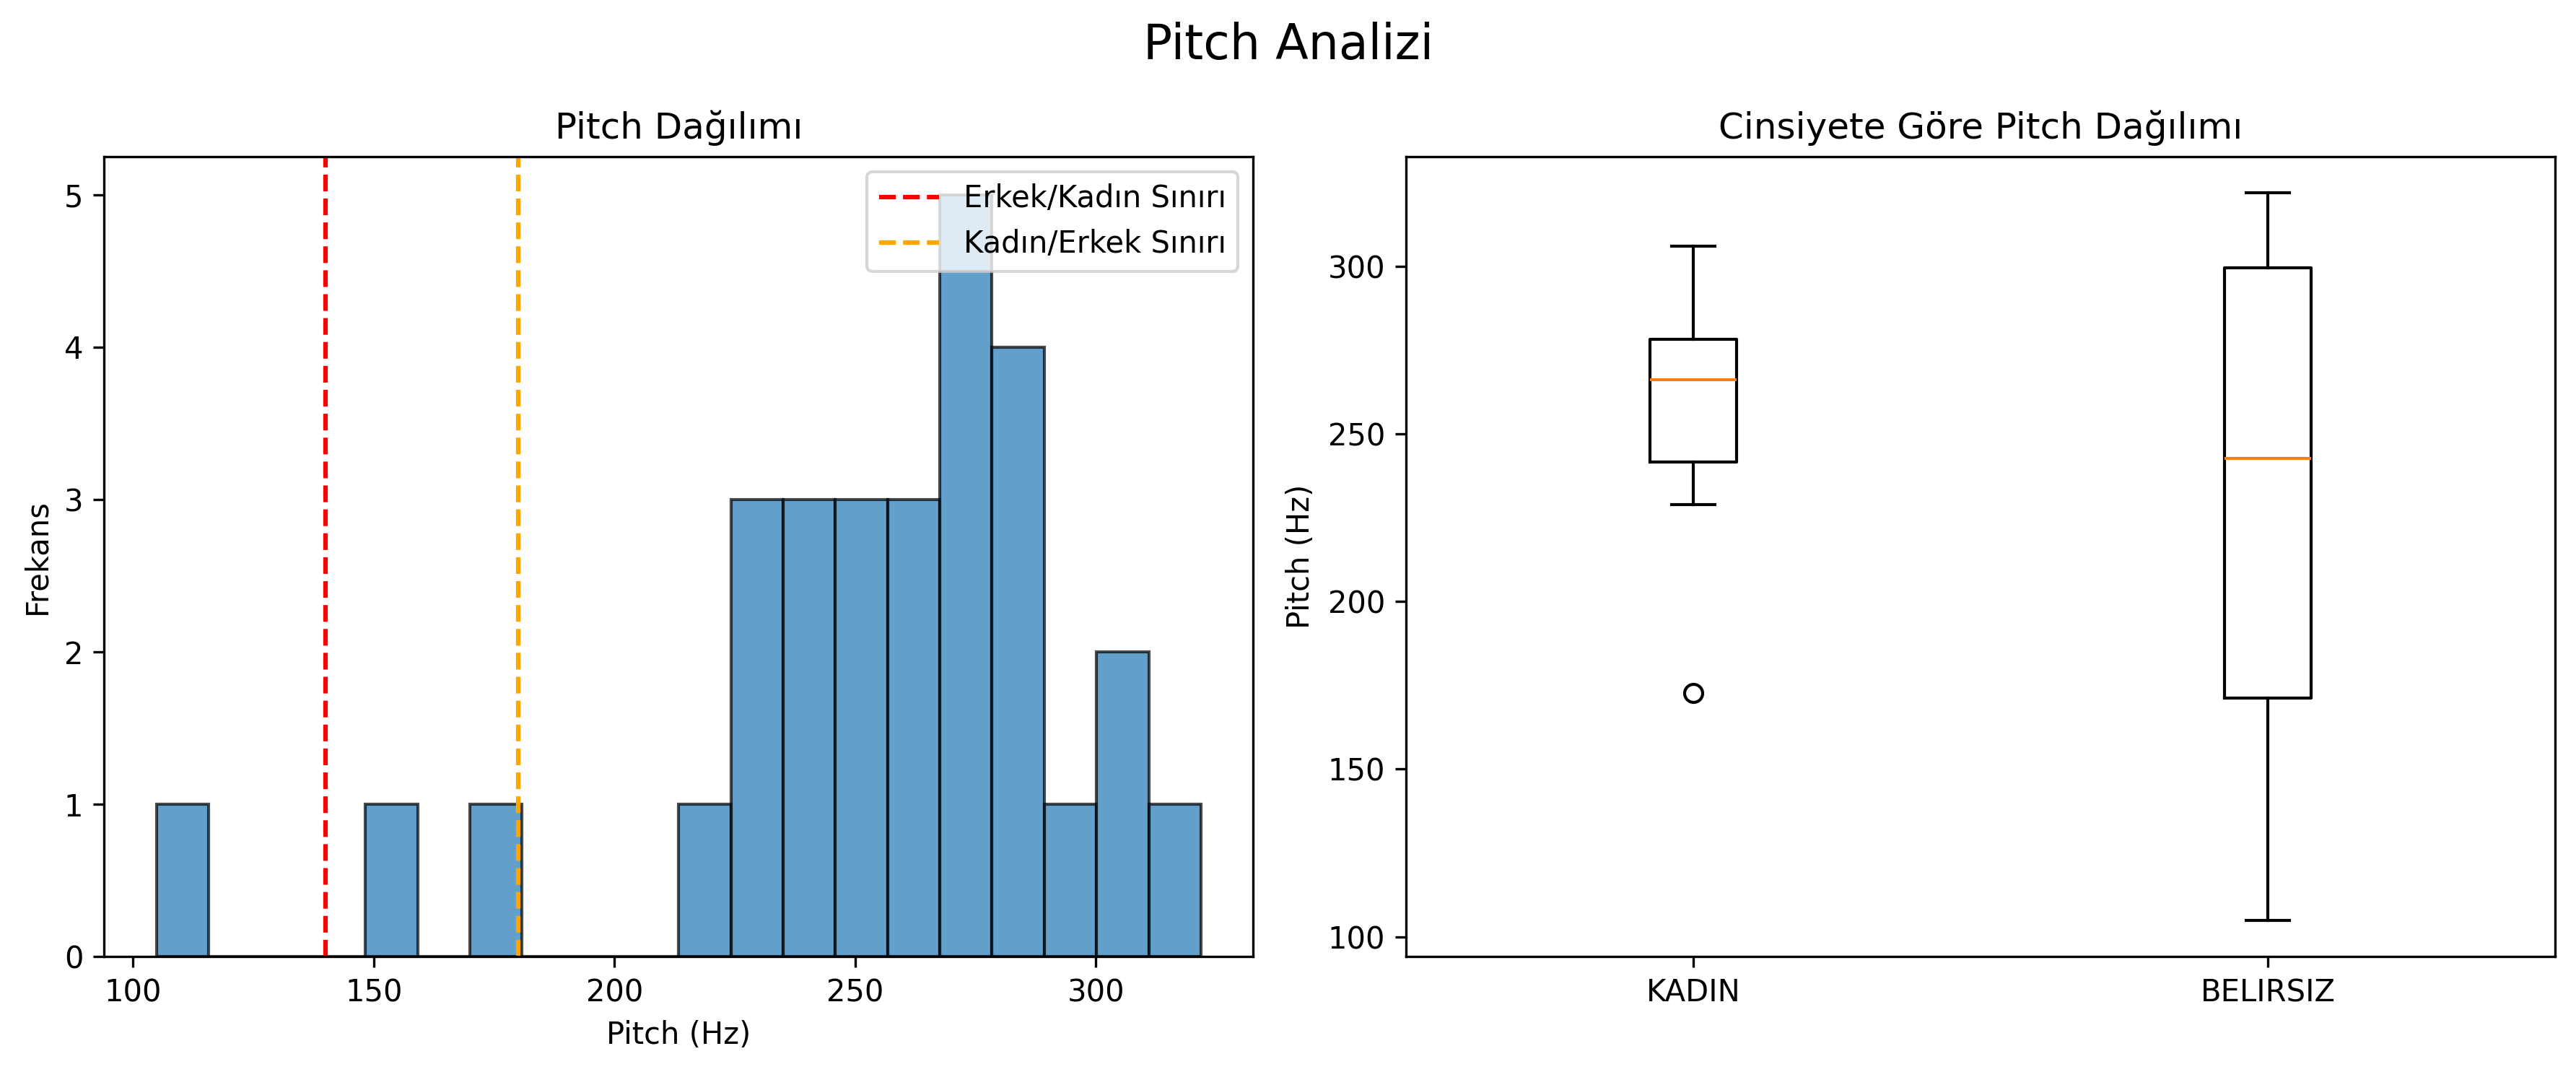 Pitch Analizi
Pitch Dağılımı
Erkek/Kadın Sınırı
Kadın/Erkek Sınırı
Frekans
5
4
3
2
1
0
100 150 200 250 300
Pitch (Hz)
Cinsiyete Göre Pitch Dağılımı
Pitch (Hz)
300
250
200
150
100
KADIN BELIRSIZ